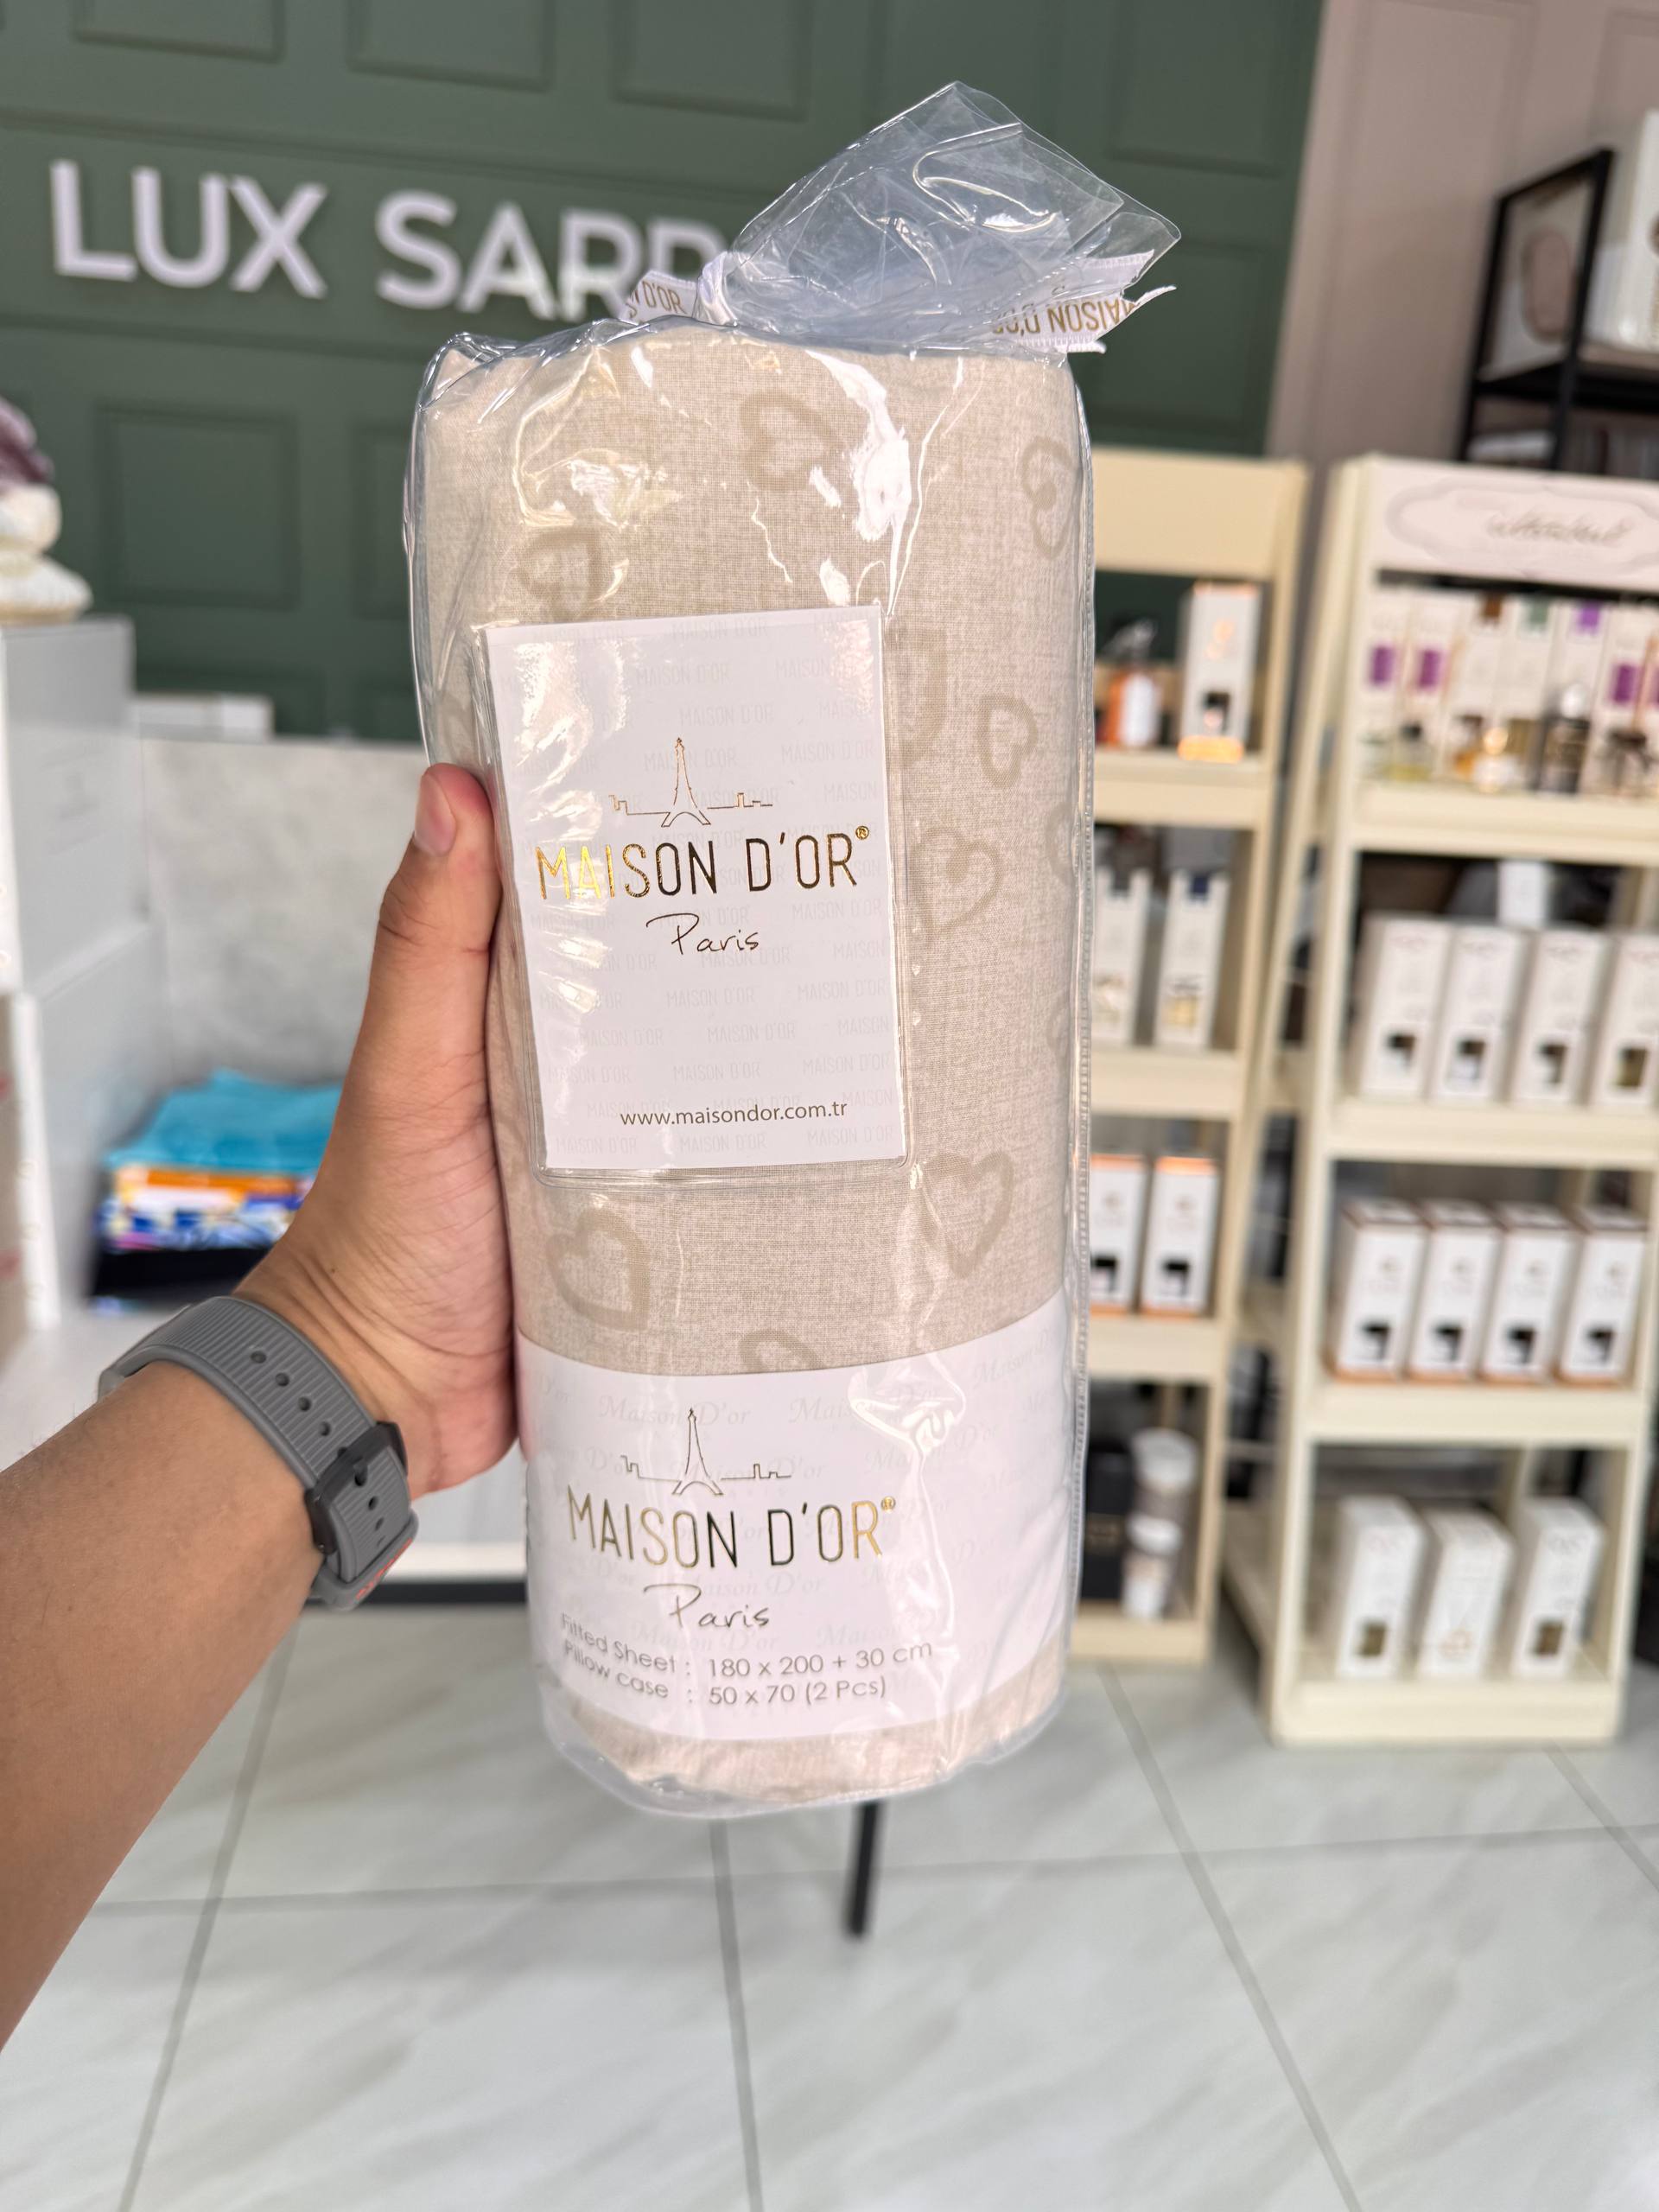 LUX SARR
MAISON D'OR
MAISON D'OR®
Paris
www.maisondor.com.tr
MAISON D'OR®
Paris
Fitted Sheet : 180 x 200 + 30 cm
Pillow case : 50 x 70 (2 Pcs)